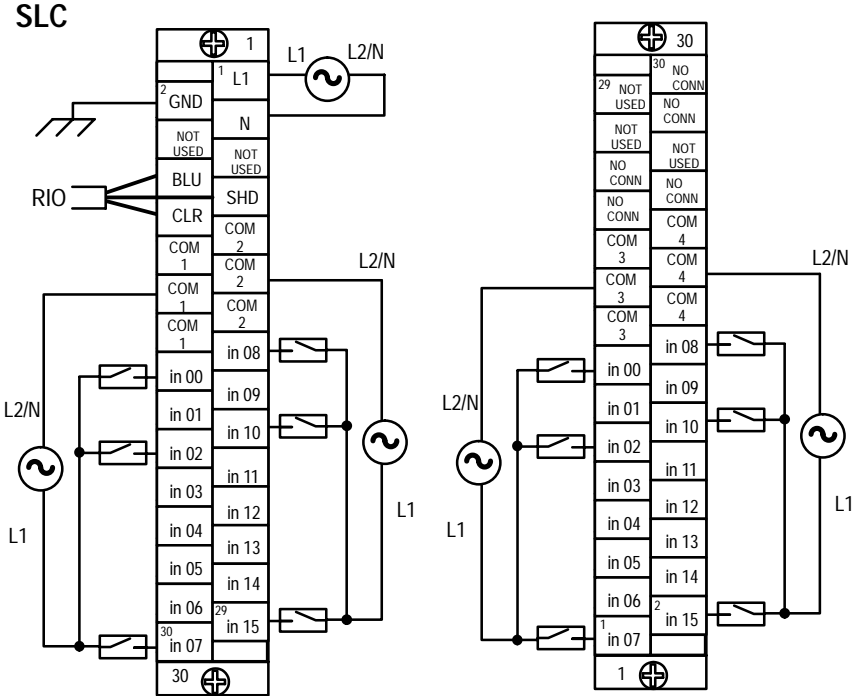 SLC
1
L1
L2/N
1
L1
2
GND
N
NOT
USED
NOT
USED
BLU
SHD
RIO
CLR
COM
2
COM
1
COM
2
COM
1
COM
2
COM
1
L2/N
in 08
in 00
in 09
in 01
in 10
L2/N
in 02
in 11
in 03
in 12
L1
L1
in 04
in 13
in 05
in 14
in 06
29
in 15
30
in 07
30
30
30
NO
CONN
29
NOT
USED
NO
CONN
NOT
USED
NOT
USED
NO
CONN
NO
CONN
NO
CONN
COM
4
COM
3
COM
4
COM
3
COM
4
COM
3
L2/N
in 08
in 00
in 09
in 01
in 10
L2/N
in 02
in 11
in 03
in 12
L1
L1
in 04
in 13
in 05
in 14
in 06
2
in 15
1
in 07
1